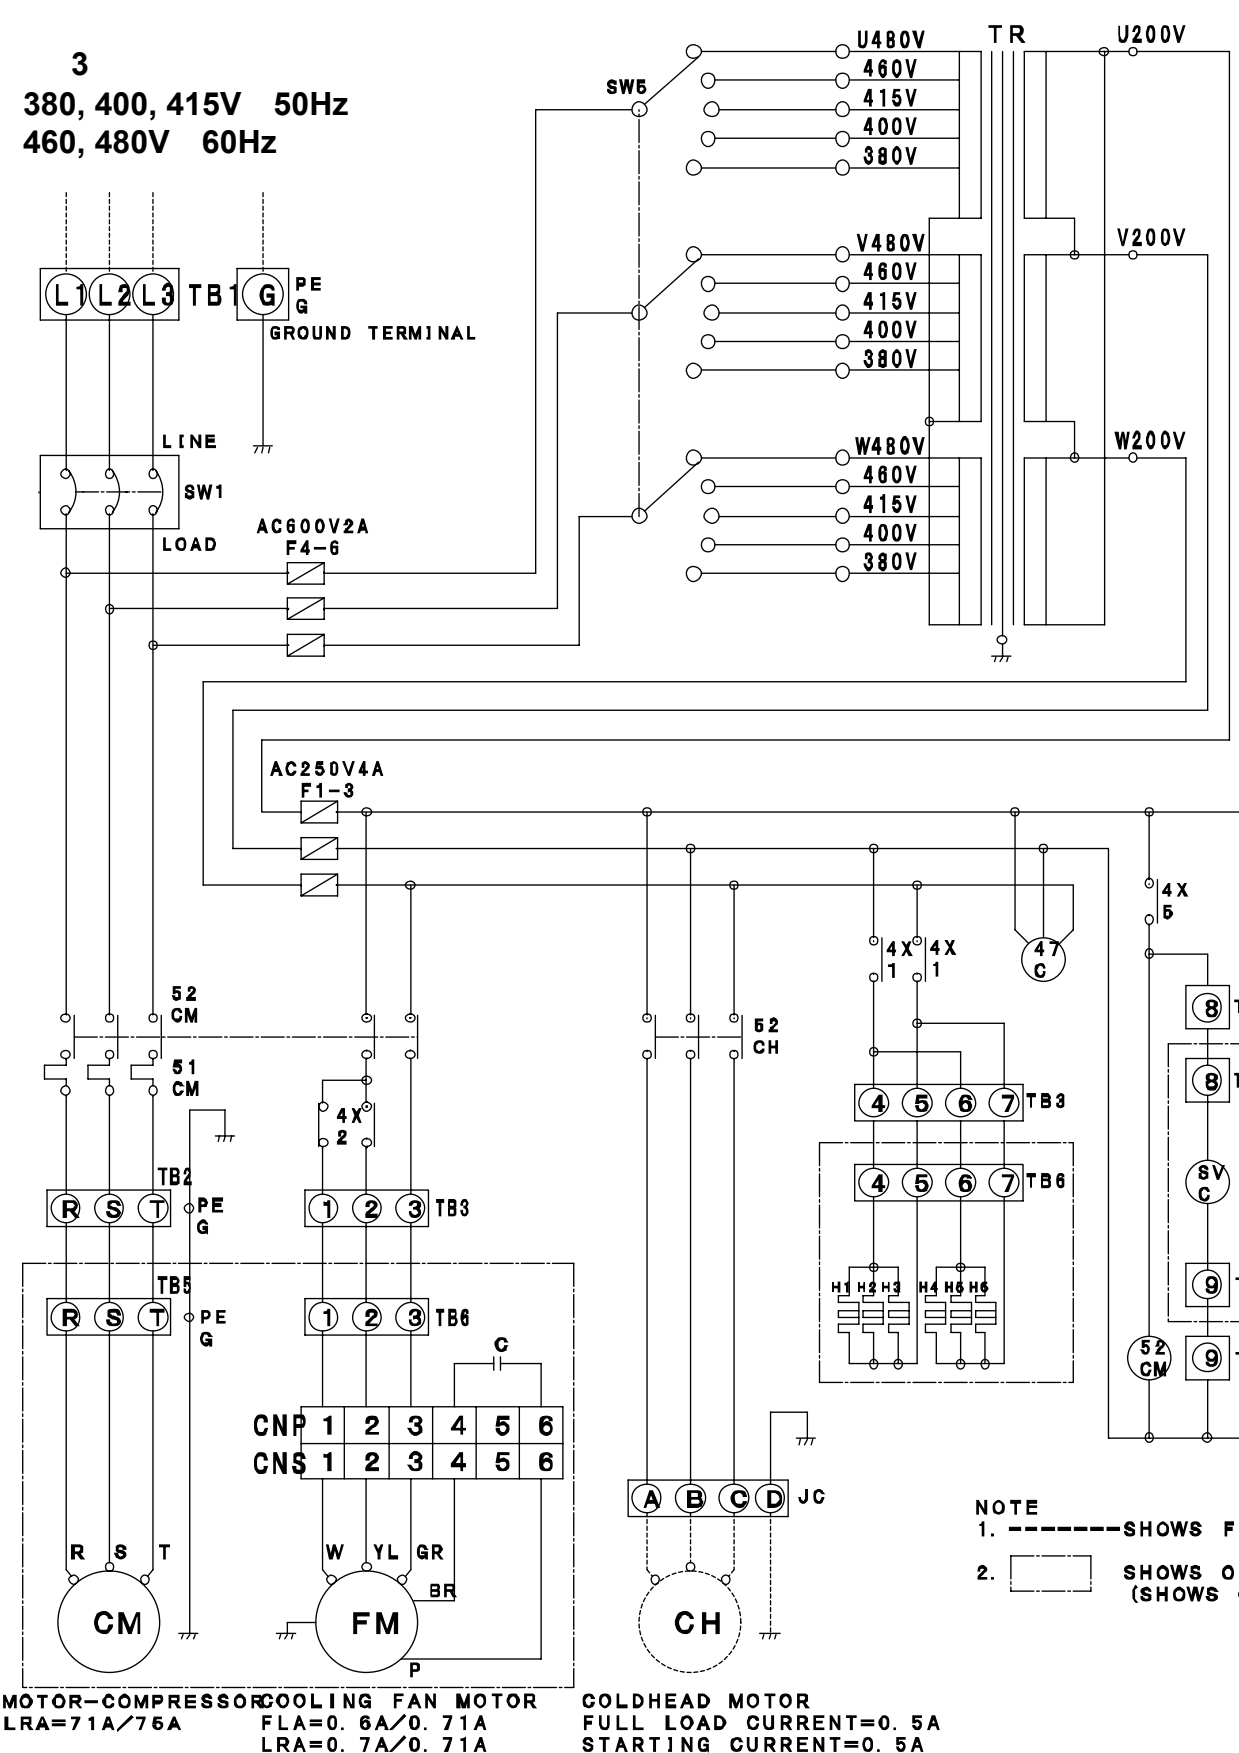 3
380, 400, 415V 50Hz
460, 480V 60Hz
L1 L2 L3 TB1 G PE
G
GROUND TERMINAL
LINE
SW1
LOAD
AC600V2A
F4-6
SW5
TR
U480V
460V
415V
400V
380V
U200V
V480V
460V
415V
400V
380V
V200V
W480V
460V
415V
400V
380V
W200V
AC250V4A
F1-3
52
CM
51
CM
4X
2
52
CH
4X
1
4X
1
47
C
4X
5
TB2
R S T PE
G
1 2 3 TB3
4 5 6 7 TB3
4 5 6 7 TB6
H1 H2 H3 H4 H5 H6
8 T
8 T
SV
C
9 T
9 T
52
CM
TB5
R S T PE
G
1 2 3 TB6
C
CNP 1 2 3 4 5 6
CNS 1 2 3 4 5 6
R S T
W YL GR
BR
P
CM
FM
A B C D JC
CH
NOTE
1. SHOWS F
2. SHOWS O
(SHOWS
MOTOR-COMPRESSOR
LRA=71A/75A
COOLING FAN MOTOR
FLA=0. 6A/0. 71A
LRA=0. 7A/0. 71A
COLDHEAD MOTOR
FULL LOAD CURRENT=0. 5A
STARTING CURRENT=0. 5A